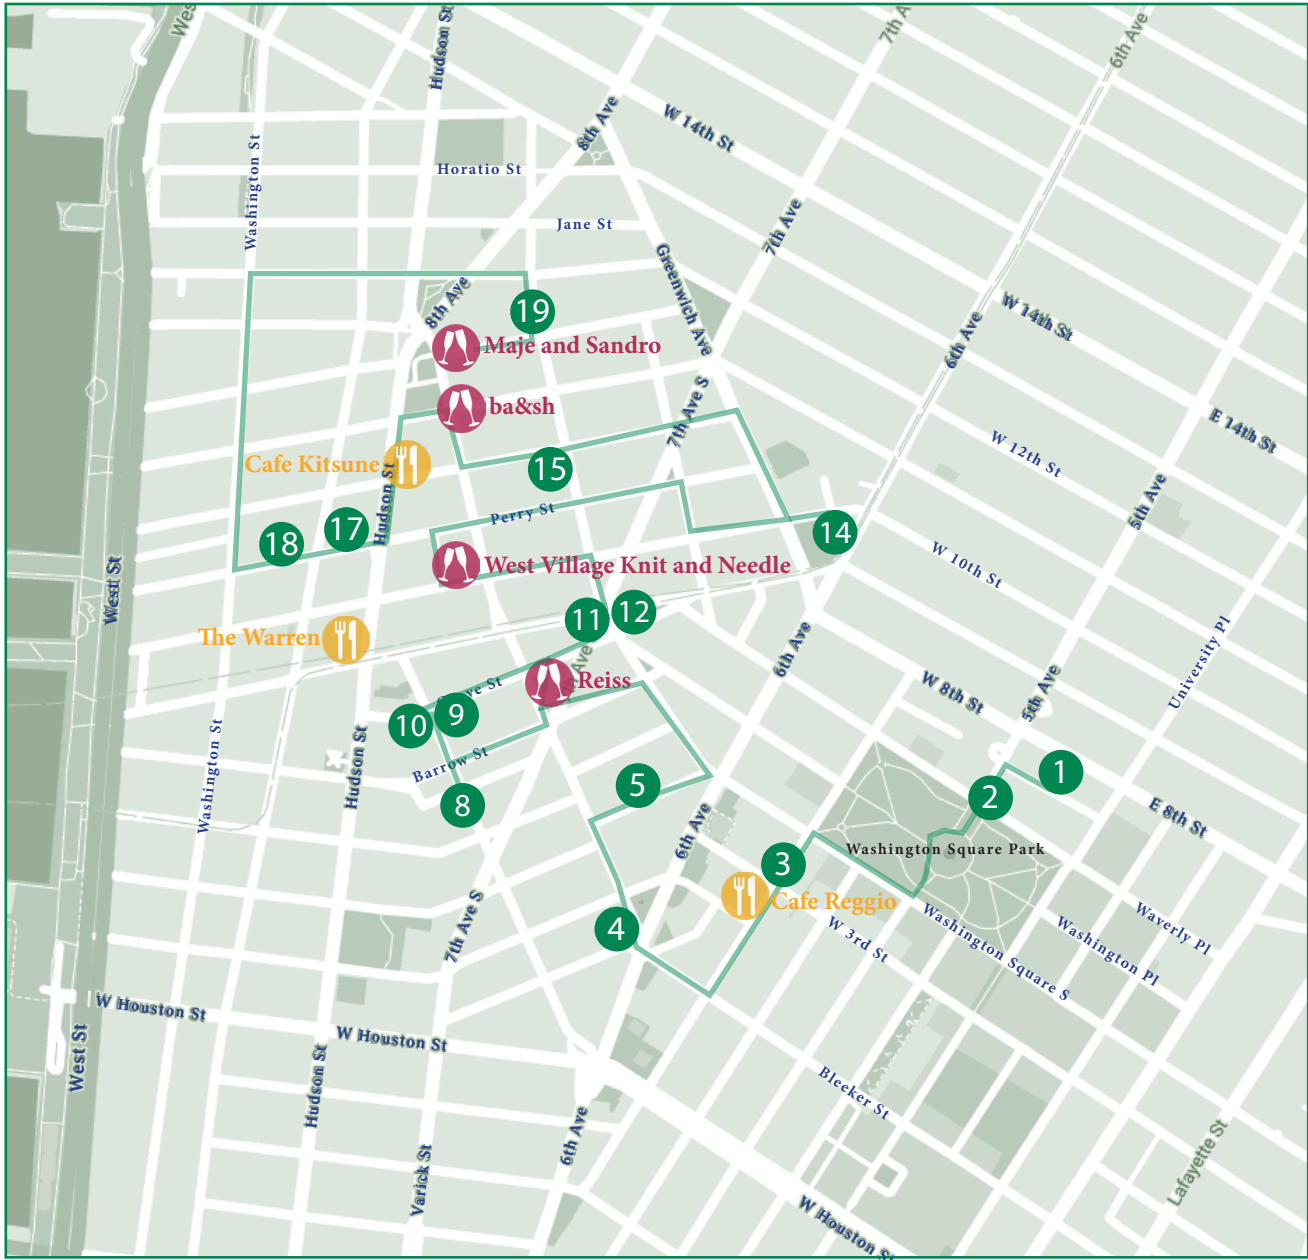 Wes
Hudson St
7th A
6th Ave
8th Ave
W 14th St
Washington St
Horatio St
Jane St
7th Ave
Greenwich Ave
8th Ave
19
Maje and Sandro
W 14th St
6th Ave
ba&sh
7th Ave S
E 14th St
Cafe Kitsune
15
W 12th St
Hudson St
5th Ave
Perry St
18
17
14
West Village Knit and Needle
W 10th St
West St
11
12
The Warren
6th Ave
University Pl
Reiss
Ave
W 8th St
5th Ave
10
9
Washington St
Hudson St
Barrow St
8
5
1
2
E 8th St
6th Ave
Washington Square Park
3
Cafe Reggio
7th Ave S
4
W 3rd St
Washington Square S
Washington Pl
Waverly Pl
W Houston St
W Houston St
West St
Hudson St
Bleeker St
6th Ave
Varick St
Lafayette St
W Houston St